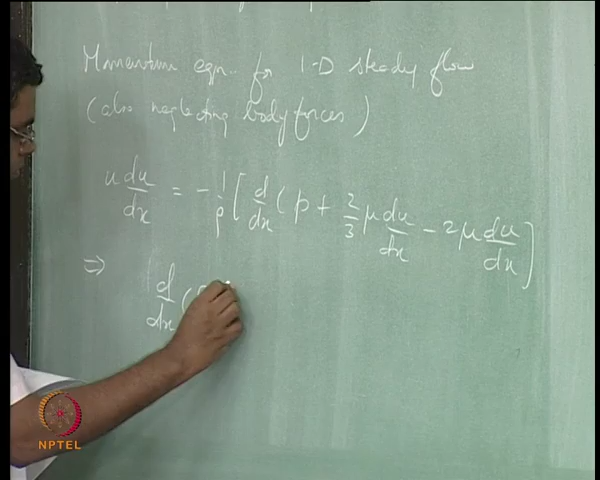 Momentum eqn. for 1-D steady flow
(also neglecting body forces)
u du/dx = - 1/ρ [ d/dx ( p + 2/3 μ du/dx - 2μ du/dx ]
⇒ d/dx (
NPTEL